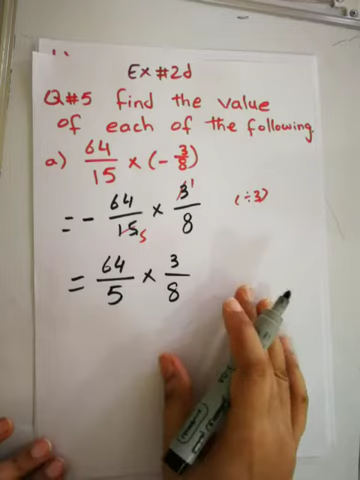 Ex #2d
Q#5 find the value
of each of the following.
a) 64/15 × (- 3/8)
= - 64/15 5 × 3 1/8 (÷3)
= 64/5 × 3/8